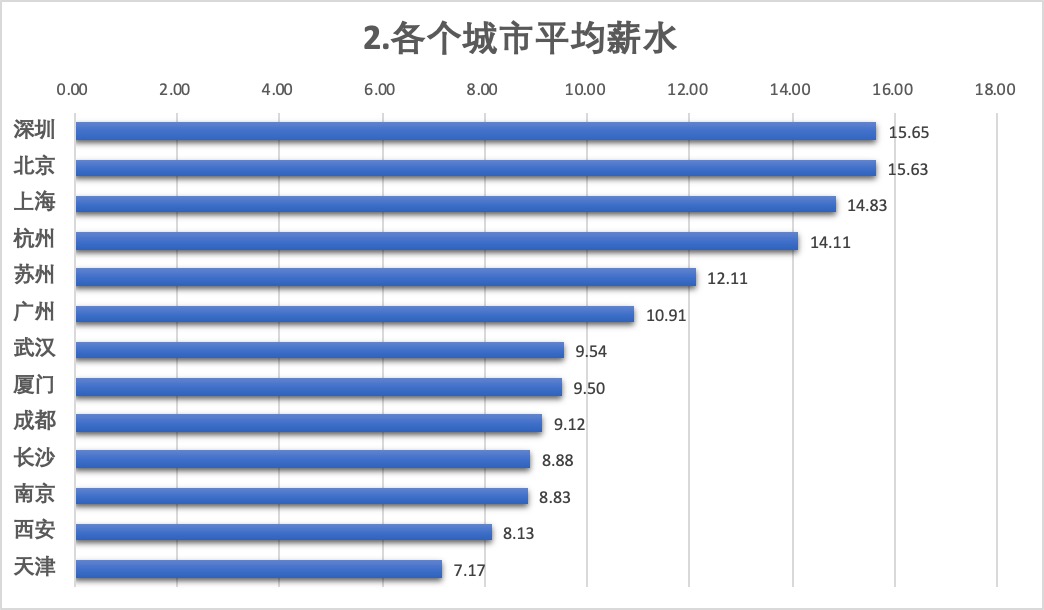 2.各个城市平均薪水
0.00 2.00 4.00 6.00 8.00 10.00 12.00 14.00 16.00 18.00
深圳 15.65
北京 15.63
上海 14.83
杭州 14.11
苏州 12.11
广州 10.91
武汉 9.54
厦门 9.50
成都 9.12
长沙 8.88
南京 8.83
西安 8.13
天津 7.17